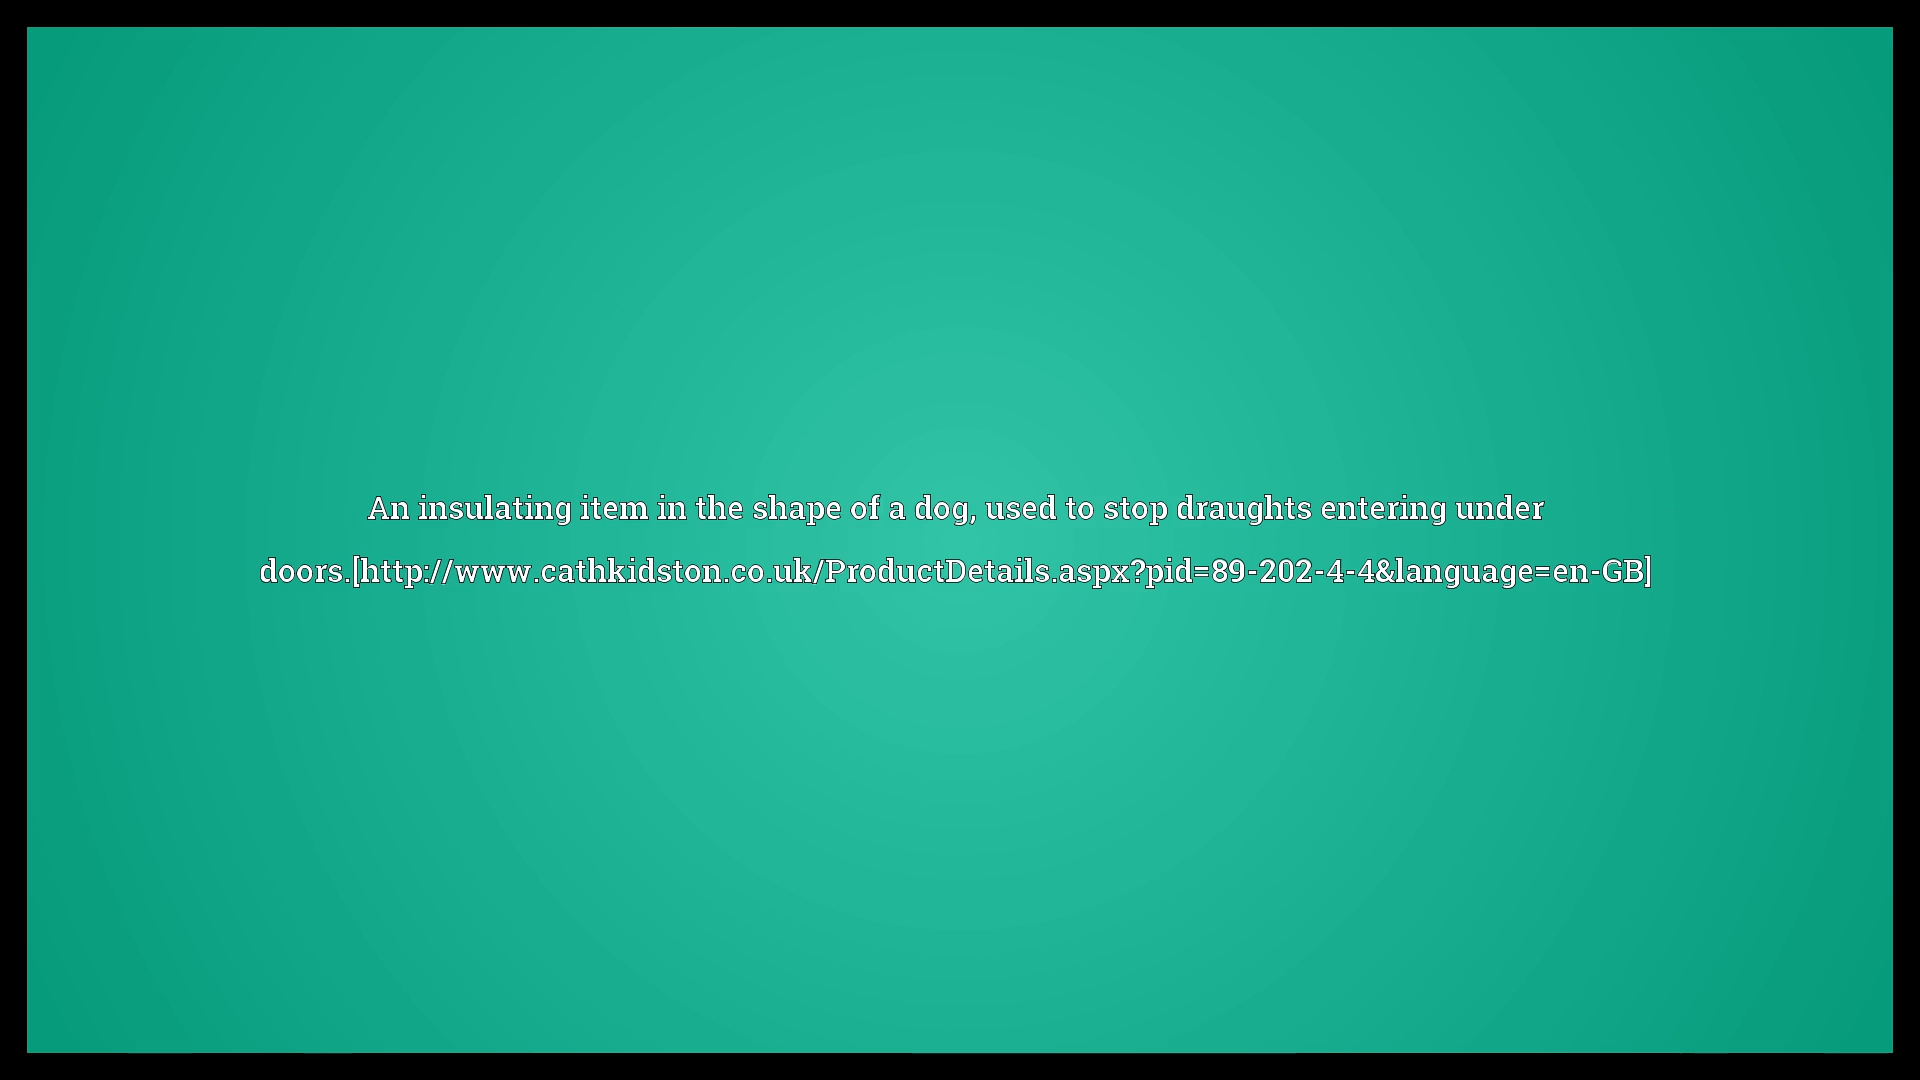 An insulating item in the shape of a dog, used to stop draughts entering under
doors.[http://www.cathkidston.co.uk/ProductDetails.aspx?pid=89-202-4-4&language=en-GB]